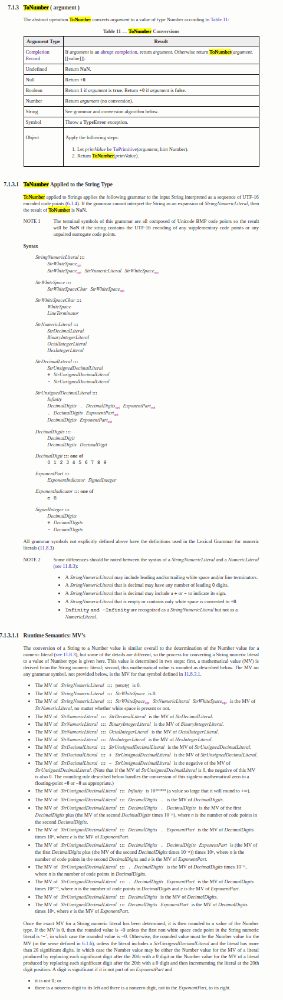 7.1.3 ToNumber ( argument )
The abstract operation ToNumber converts argument to a value of type Number according to Table 11:
Table 11 — ToNumber Conversions
Argument Type Result
Completion Record If argument is an abrupt completion, return argument. Otherwise return ToNumber(argument.
[[value]]).
Undefined Return NaN.
Null Return +0.
Boolean Return 1 if argument is true. Return +0 if argument is false.
Number Return argument (no conversion).
String See grammar and conversion algorithm below.
Symbol Throw a TypeError exception.
Object Apply the following steps:
1. Let primValue be ToPrimitive(argument, hint Number).
2. Return ToNumber(primValue).
7.1.3.1 ToNumber Applied to the String Type
ToNumber applied to Strings applies the following grammar to the input String interpreted as a sequence of UTF-16
encoded code points (6.1.4). If the grammar cannot interpret the String as an expansion of StringNumericLiteral, then
the result of ToNumber is NaN.
NOTE 1 The terminal symbols of this grammar are all composed of Unicode BMP code points so the result
will be NaN if the string contains the UTF-16 encoding of any supplementary code points or any
unpaired surrogate code points.
Syntax
StringNumericLiteral :::
StrWhiteSpaceopt
StrWhiteSpaceopt StrNumericLiteral StrWhiteSpaceopt
StrWhiteSpace :::
StrWhiteSpaceChar StrWhiteSpaceopt
StrWhiteSpaceChar :::
WhiteSpace
LineTerminator
StrNumericLiteral :::
StrDecimalLiteral
BinaryIntegerLiteral
OctalIntegerLiteral
HexIntegerLiteral
StrDecimalLiteral :::
StrUnsignedDecimalLiteral
+ StrUnsignedDecimalLiteral
- StrUnsignedDecimalLiteral
StrUnsignedDecimalLiteral :::
Infinity
DecimalDigits . DecimalDigitsopt ExponentPartopt
. DecimalDigits ExponentPartopt
DecimalDigits ExponentPartopt
DecimalDigits :::
DecimalDigit
DecimalDigits DecimalDigit
DecimalDigit ::: one of
0 1 2 3 4 5 6 7 8 9
ExponentPart :::
ExponentIndicator SignedInteger
ExponentIndicator ::: one of
e E
SignedInteger :::
DecimalDigits
+ DecimalDigits
- DecimalDigits
All grammar symbols not explicitly defined above have the definitions used in the Lexical Grammar for numeric
literals (11.8.3)
NOTE 2 Some differences should be noted between the syntax of a StringNumericLiteral and a NumericLiteral
(see 11.8.3):
• A StringNumericLiteral may include leading and/or trailing white space and/or line terminators.
• A StringNumericLiteral that is decimal may have any number of leading 0 digits.
• A StringNumericLiteral that is decimal may include a + or - to indicate its sign.
• A StringNumericLiteral that is empty or contains only white space is converted to +0.
• Infinity and –Infinity are recognized as a StringNumericLiteral but not as a
NumericLiteral.
7.1.3.1.1 Runtime Semantics: MV's
The conversion of a String to a Number value is similar overall to the determination of the Number value for a
numeric literal (see 11.8.3), but some of the details are different, so the process for converting a String numeric literal
to a value of Number type is given here. This value is determined in two steps: first, a mathematical value (MV) is
derived from the String numeric literal; second, this mathematical value is rounded as described below. The MV on
any grammar symbol, not provided below, is the MV for that symbol defined in 11.8.3.1.
• The MV of StringNumericLiteral ::: [empty] is 0.
• The MV of StringNumericLiteral ::: StrWhiteSpace is 0.
• The MV of StringNumericLiteral ::: StrWhiteSpaceopt StrNumericLiteral StrWhiteSpaceopt is the MV of
StrNumericLiteral, no matter whether white space is present or not.
• The MV of StrNumericLiteral ::: StrDecimalLiteral is the MV of StrDecimalLiteral.
• The MV of StrNumericLiteral ::: BinaryIntegerLiteral is the MV of BinaryIntegerLiteral.
• The MV of StrNumericLiteral ::: OctalIntegerLiteral is the MV of OctalIntegerLiteral.
• The MV of StrNumericLiteral ::: HexIntegerLiteral is the MV of HexIntegerLiteral.
• The MV of StrDecimalLiteral ::: StrUnsignedDecimalLiteral is the MV of StrUnsignedDecimalLiteral.
• The MV of StrDecimalLiteral ::: + StrUnsignedDecimalLiteral is the MV of StrUnsignedDecimalLiteral.
• The MV of StrDecimalLiteral ::: - StrUnsignedDecimalLiteral is the negative of the MV of
StrUnsignedDecimalLiteral. (Note that if the MV of StrUnsignedDecimalLiteral is 0, the negative of this MV
is also 0. The rounding rule described below handles the conversion of this signless mathematical zero to a
floating-point +0 or −0 as appropriate.)
• The MV of StrUnsignedDecimalLiteral ::: Infinity is 10¹⁰⁰⁰⁰ (a value so large that it will round to +∞).
• The MV of StrUnsignedDecimalLiteral ::: DecimalDigits . is the MV of DecimalDigits.
• The MV of StrUnsignedDecimalLiteral ::: DecimalDigits . DecimalDigits is the MV of the first
DecimalDigits plus (the MV of the second DecimalDigits times 10⁻ⁿ), where n is the number of code points in
the second DecimalDigits.
• The MV of StrUnsignedDecimalLiteral ::: DecimalDigits . ExponentPart is the MV of DecimalDigits
times 10ᵉ, where e is the MV of ExponentPart.
• The MV of StrUnsignedDecimalLiteral ::: DecimalDigits . DecimalDigits ExponentPart is (the MV of
the first DecimalDigits plus (the MV of the second DecimalDigits times 10⁻ⁿ)) times 10ᵉ, where n is the
number of code points in the second DecimalDigits and e is the MV of ExponentPart.
• The MV of StrUnsignedDecimalLiteral ::: . DecimalDigits is the MV of DecimalDigits times 10⁻ⁿ,
where n is the number of code points in DecimalDigits.
• The MV of StrUnsignedDecimalLiteral ::: . DecimalDigits ExponentPart is the MV of DecimalDigits
times 10ᵉ⁻ⁿ, where n is the number of code points in DecimalDigits and e is the MV of ExponentPart.
• The MV of StrUnsignedDecimalLiteral ::: DecimalDigits is the MV of DecimalDigits.
• The MV of StrUnsignedDecimalLiteral ::: DecimalDigits ExponentPart is the MV of DecimalDigits
times 10ᵉ, where e is the MV of ExponentPart.
Once the exact MV for a String numeric literal has been determined, it is then rounded to a value of the Number
type. If the MV is 0, then the rounded value is +0 unless the first non white space code point in the String numeric
literal is ‘-’, in which case the rounded value is −0. Otherwise, the rounded value must be the Number value for the
MV (in the sense defined in 6.1.6), unless the literal includes a StrUnsignedDecimalLiteral and the literal has more
than 20 significant digits, in which case the Number value may be either the Number value for the MV of a literal
produced by replacing each significant digit after the 20th with a 0 digit or the Number value for the MV of a literal
produced by replacing each significant digit after the 20th with a 0 digit and then incrementing the literal at the 20th
digit position. A digit is significant if it is not part of an ExponentPart and
• it is not 0; or
• there is a nonzero digit to its left and there is a nonzero digit, not in the ExponentPart, to its right.